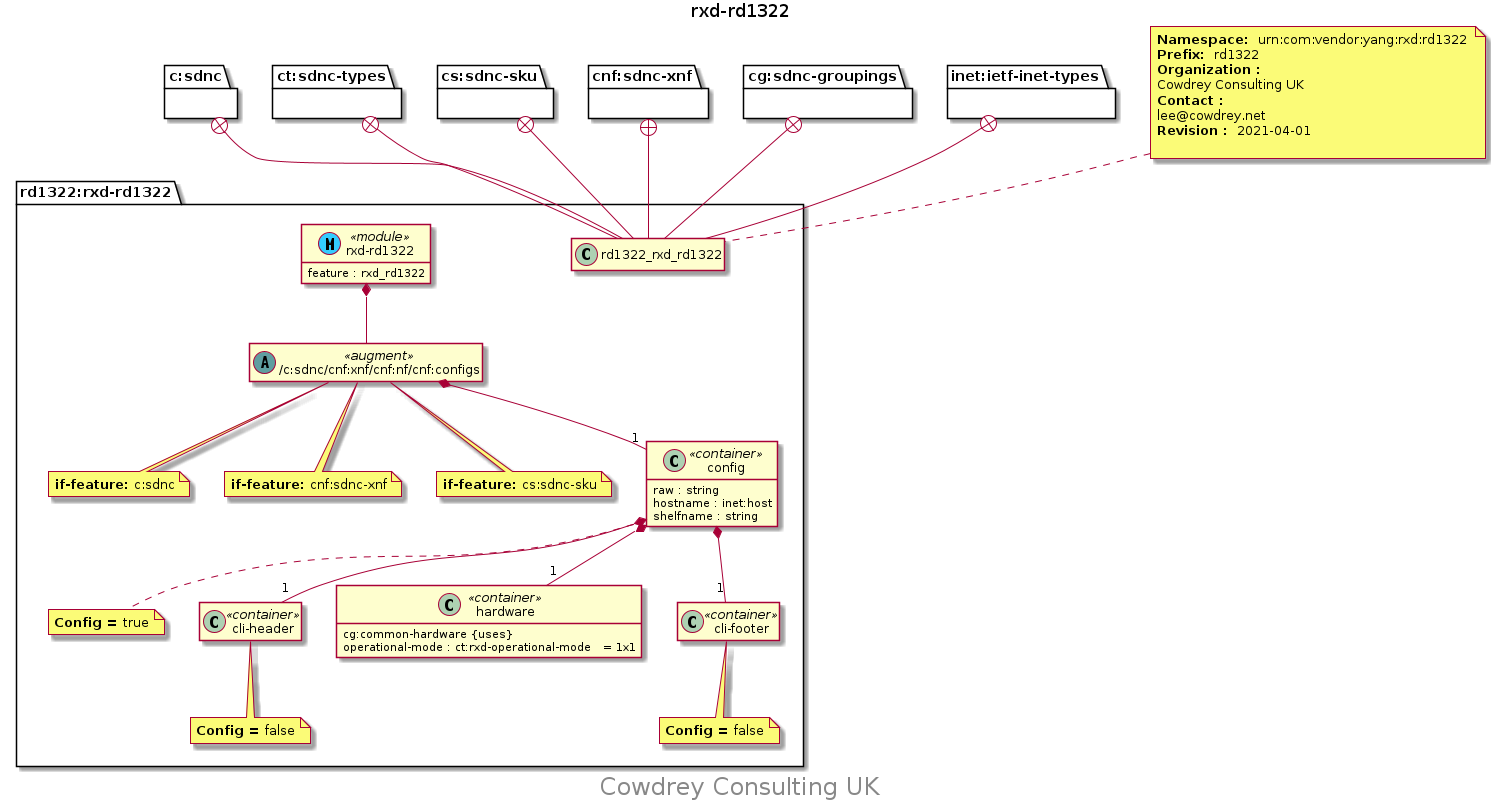 rxd-rd1322
Namespace: urn:com:vendor:yang:rxd:rd1322
Prefix: rd1322
Organization :
Cowdrey Consulting UK
Contact :
lee@cowdrey.net
Revision : 2021-04-01
c:sdnc
ct:sdnc-types
cs:sdnc-sku
cnf:sdnc-xnf
cg:sdnc-groupings
inet:ietf-inet-types
rd1322:rxd-rd1322
M «module»
rxd-rd1322
feature : rxd_rd1322
C rd1322_rxd_rd1322
A «augment»
/c:sdnc/cnf:xnf/cnf:nf/cnf:configs
1
if-feature: c:sdnc
if-feature: cnf:sdnc-xnf
if-feature: cs:sdnc-sku
C «container»
config
raw : string
hostname : inet:host
shelfname : string
1
1
1
Config = true
C «container»
cli-header
C «container»
hardware
cg:common-hardware {uses}
operational-mode : ct:rxd-operational-mode = 1x1
C «container»
cli-footer
Config = false
Config = false
Cowdrey Consulting UK